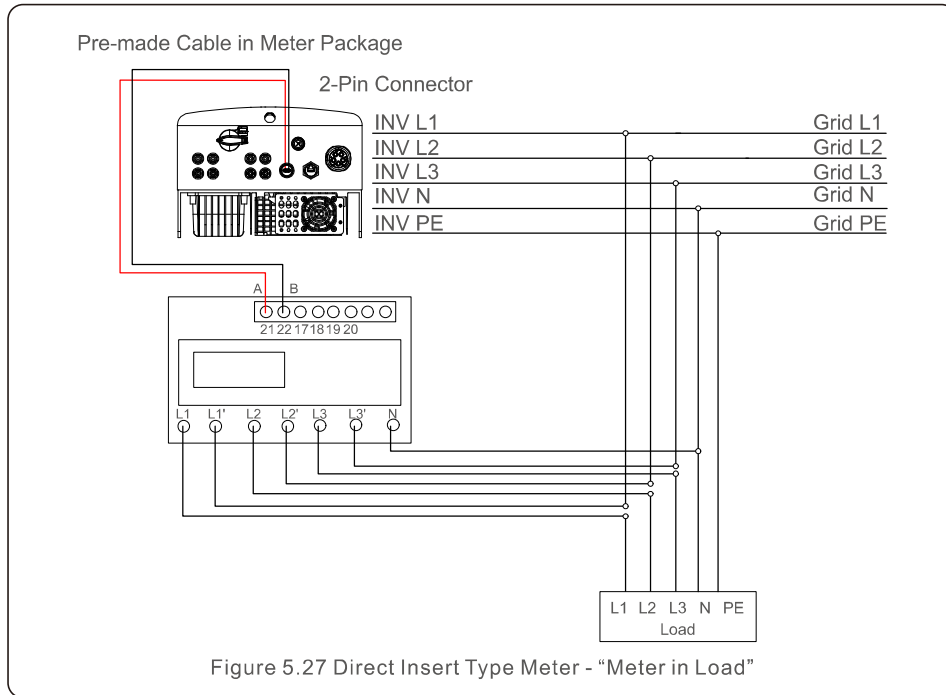 Pre-made Cable in Meter Package
2-Pin Connector
INV L1 Grid L1
INV L2 Grid L2
INV L3 Grid L3
INV N Grid N
INV PE Grid PE
A B
21 22 17 18 19 20
L1 L1' L2 L2' L3 L3' N
L1 L2 L3 N PE
Load
Figure 5.27 Direct Insert Type Meter - “Meter in Load”